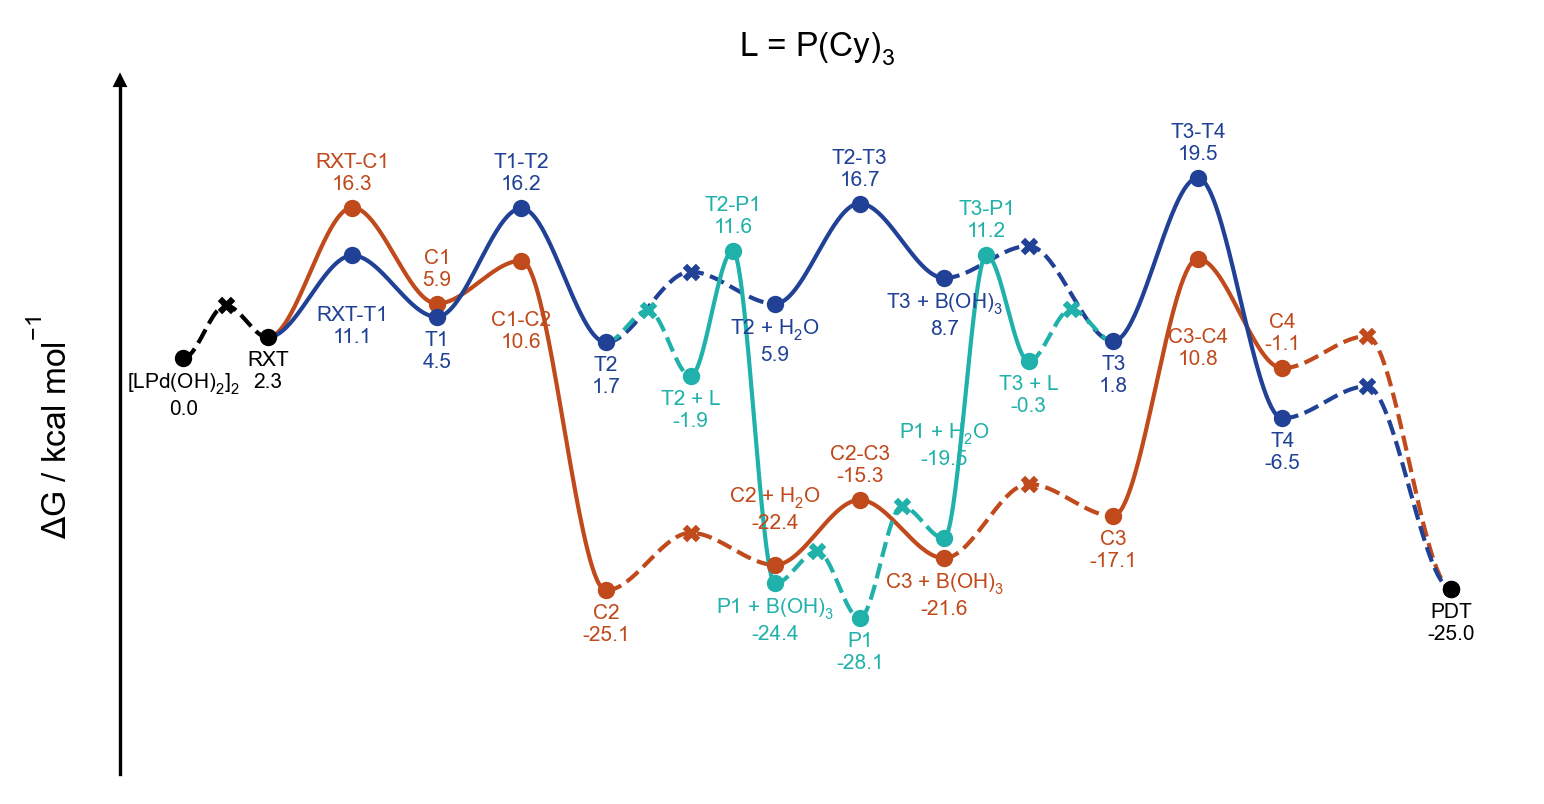 L = P(Cy)3
ΔG / kcal mol−1
[LPd(OH)2]2
0.0
RXT
2.3
RXT-C1
16.3
RXT-T1
11.1
C1
5.9
T1
4.5
T1-T2
16.2
C1-C2
10.6
T2
1.7
C2
-25.1
T2 + L
-1.9
T2-P1
11.6
T2 + H2O
5.9
C2 + H2O
-22.4
P1 + B(OH)3
-24.4
T2-T3
16.7
C2-C3
-15.3
P1
-28.1
T3 + B(OH)3
8.7
P1 + H2O
-19.5
C3 + B(OH)3
-21.6
T3-P1
11.2
T3 + L
-0.3
T3
1.8
C3
-17.1
T3-T4
19.5
C3-C4
10.8
C4
-1.1
T4
-6.5
PDT
-25.0